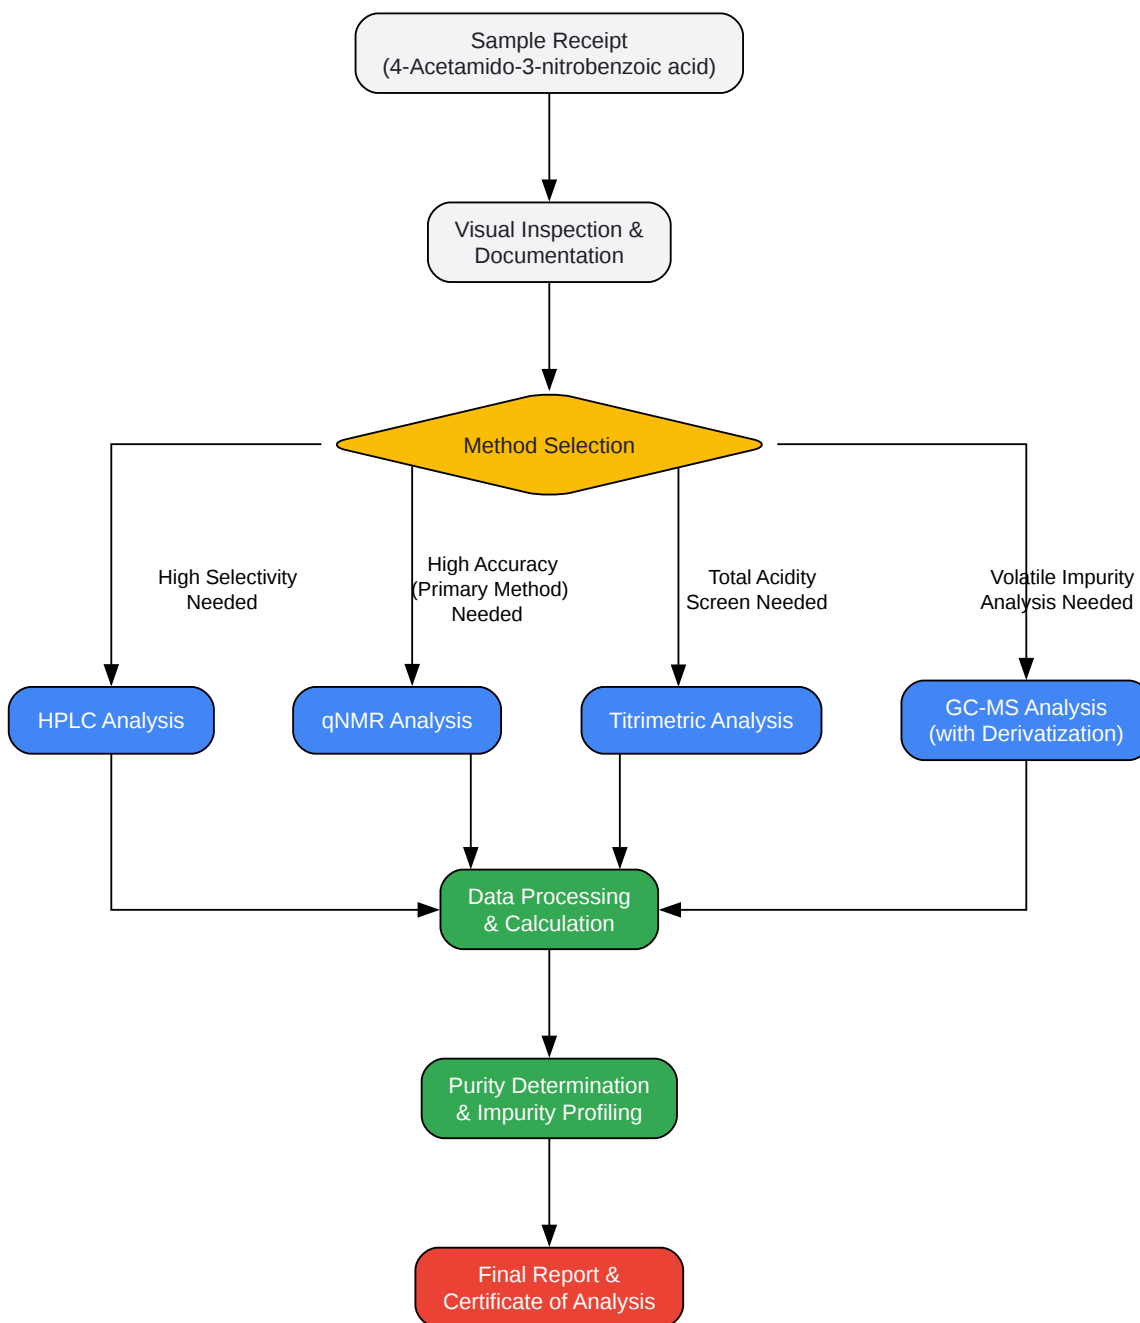 Sample Receipt
(4-Acetamido-3-nitrobenzoic acid)
Visual Inspection &
Documentation
Method Selection
High Selectivity
Needed
High Accuracy
(Primary Method)
Needed
Total Acidity
Screen Needed
Volatile Impurity
Analysis Needed
HPLC Analysis
qNMR Analysis
Titrimetric Analysis
GC-MS Analysis
(with Derivatization)
Data Processing
& Calculation
Purity Determination
& Impurity Profiling
Final Report &
Certificate of Analysis